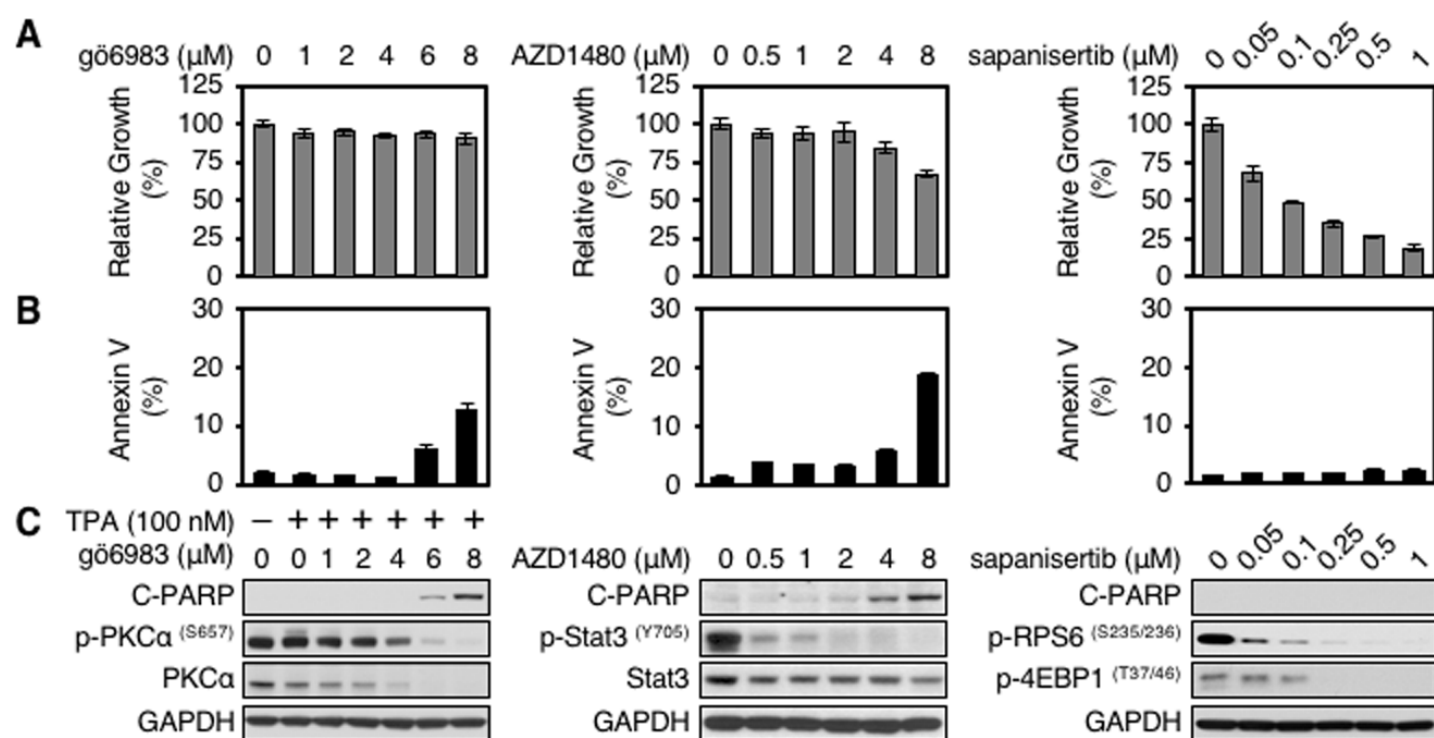 A
gö6983 (μM) 0 1 2 4 6 8
AZD1480 (μM) 0 0.5 1 2 4 8
sapanisertib (μM) 0 0.05 0.1 0.25 0.5 1
Relative Growth (%)
125
100
75
50
25
0
Relative Growth (%)
125
100
75
50
25
0
Relative Growth (%)
125
100
75
50
25
0
B
Annexin V (%)
30
20
10
0
Annexin V (%)
30
20
10
0
Annexin V (%)
30
20
10
0
C
TPA (100 nM) – + + + + + +
gö6983 (μM) 0 0 1 2 4 6 8
C-PARP
p-PKCα (S657)
PKCα
GAPDH
AZD1480 (μM) 0 0.5 1 2 4 8
C-PARP
p-Stat3 (Y705)
Stat3
GAPDH
sapanisertib (μM) 0 0.05 0.1 0.25 0.5 1
C-PARP
p-RPS6 (S235/236)
p-4EBP1 (T37/46)
GAPDH